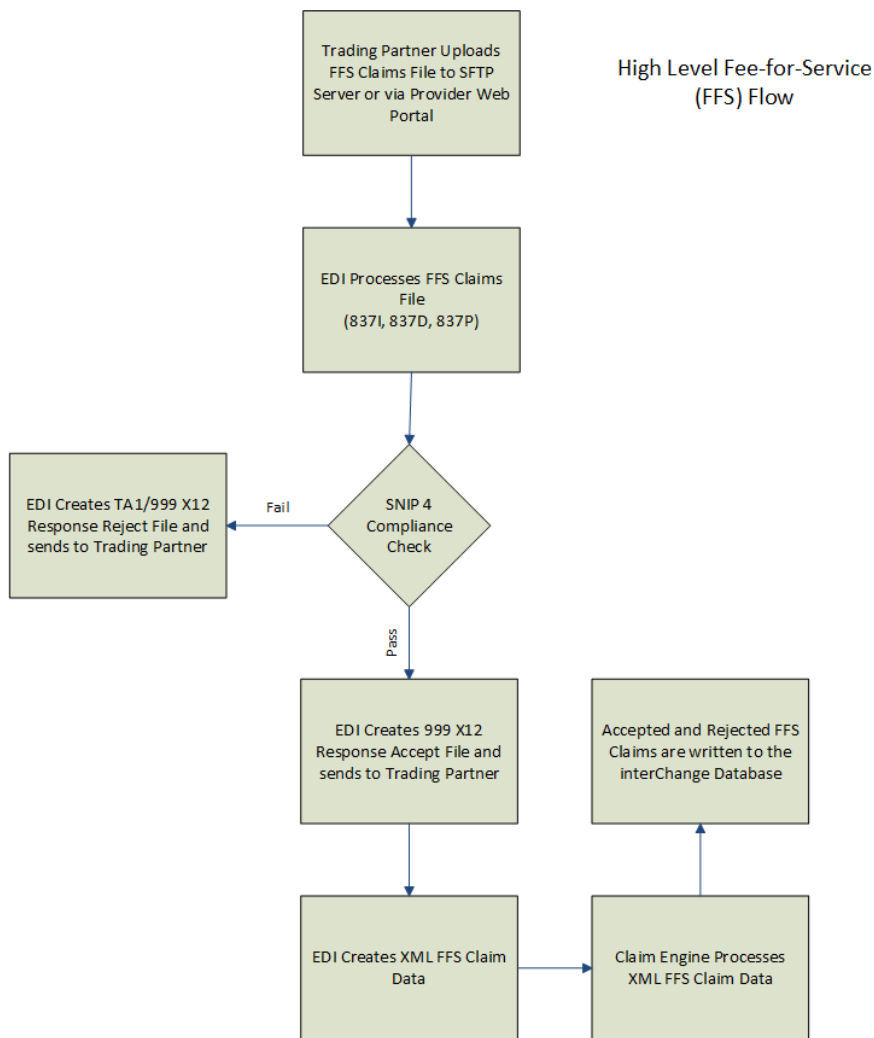 Trading Partner Uploads
FFS Claims File to SFTP
Server or via Provider Web
Portal
High Level Fee-for-Service
(FFS) Flow
EDI Processes FFS Claims
File
(837I, 837D, 837P)
SNIP 4
Compliance
Check
Fail
EDI Creates TA1/999 X12
Response Reject File and
sends to Trading Partner
Pass
EDI Creates 999 X12
Response Accept File and
sends to Trading Partner
Accepted and Rejected FFS
Claims are written to the
interChange Database
EDI Creates XML FFS Claim
Data
Claim Engine Processes
XML FFS Claim Data